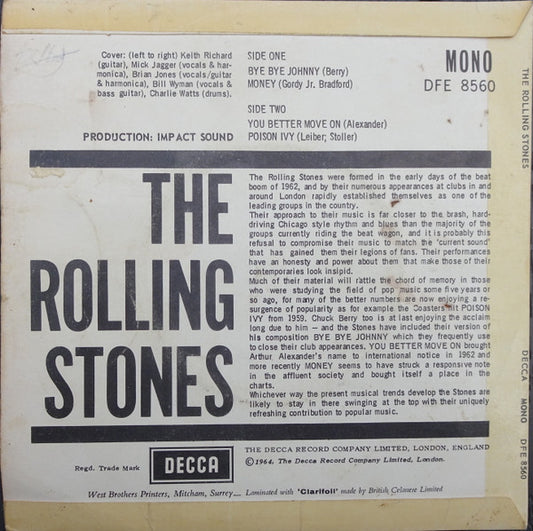 Cover: (left to right) Keith Richard
(guitar), Mick Jagger (vocals & har-
monica), Brian Jones (vocals/guitar
& harmonica), Bill Wyman (vocals &
bass guitar), Charlie Watts (drums).
PRODUCTION: IMPACT SOUND
SIDE ONE
BYE BYE JOHNNY (Berry)
MONEY (Gordy Jr. Bradford)
SIDE TWO
YOU BETTER MOVE ON (Alexander)
POISON IVY (Leiber; Stoller)
MONO
DFE 8560
THE ROLLING STONES
THE
ROLLING
STONES
The Rolling Stones were formed in the early days of the beat
boom of 1962, and by their numerous appearances at clubs in and
around London rapidly established themselves as one of the
leading groups in the country.
Their approach to their music is far closer to the brash, hard-
driving Chicago style rhythm and blues than the majority of the
groups currently riding the beat wagon, and it is probably this
refusal to compromise their music to match the 'current sound'
that has gained them their legions of fans. Their performances
have an honesty and power about them that make those of their
contemporaries look insipid.
Much of their material will rattle the chord of memory in those
who were studying the field of pop music some five years or
so ago, for many of the better numbers are now enjoying a re-
surgence of popularity as for example the Coasters hit POISON
IVY from 1959. Chuck Berry too is at last enjoying the acclaim
long due to him — and the Stones have included their version of
his composition BYE BYE JOHNNY which they frequently use
to close their club appearances. YOU BETTER MOVE ON brought
Arthur Alexander's name to international notice in 1962 and
more recently MONEY seems to have struck a responsive note
in the affluent society and bought itself a place in the
charts.
Whichever way the present musical trends develop the Stones are
likely to stay in there swinging at the top with their uniquely
refreshing contribution to popular music.
DECCA MONO DFE 8560
Regd. Trade Mark
DECCA
THE DECCA RECORD COMPANY LIMITED, LONDON, ENGLAND
©1964, The Decca Record Company Limited, London.
West Brothers Printers, Mitcham, Surrey... Laminated with 'Clarifoil' made by British Celanese Limited